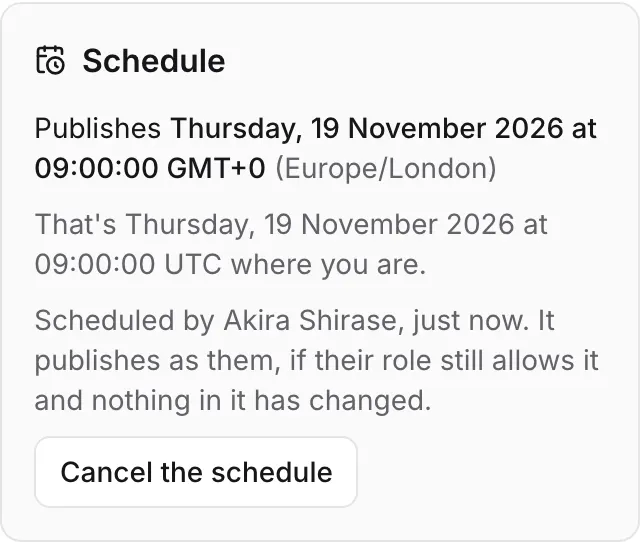 Schedule
Publishes Thursday, 19 November 2026 at
09:00:00 GMT+0 (Europe/London)
That's Thursday, 19 November 2026 at
09:00:00 UTC where you are.
Scheduled by Akira Shirase, just now. It
publishes as them, if their role still allows it
and nothing in it has changed.
Cancel the schedule